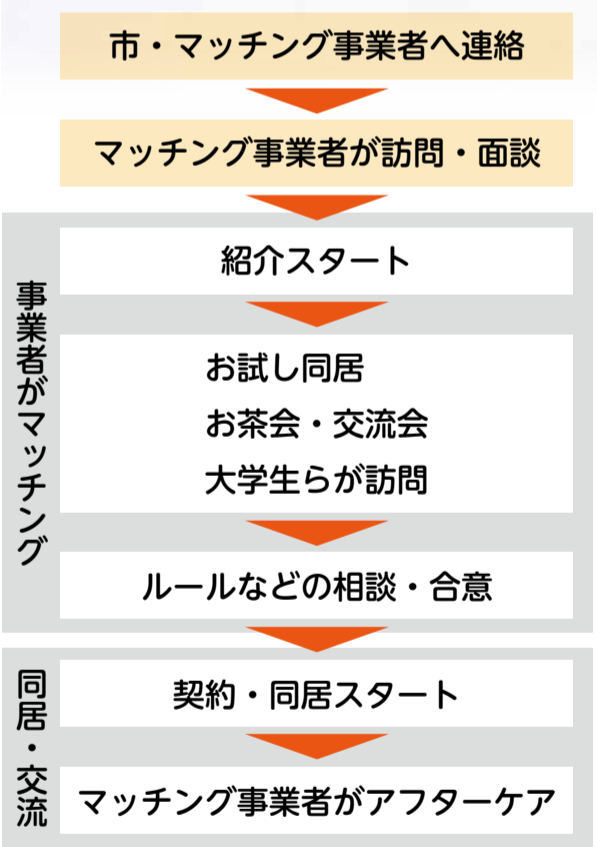 市・マッチング事業者へ連絡
マッチング事業者が訪問・面談
事業者がマッチング
紹介スタート
お試し同居
お茶会・交流会
大学生らが訪問
ルールなどの相談・合意
同居・交流
契約・同居スタート
マッチング事業者がアフターケア